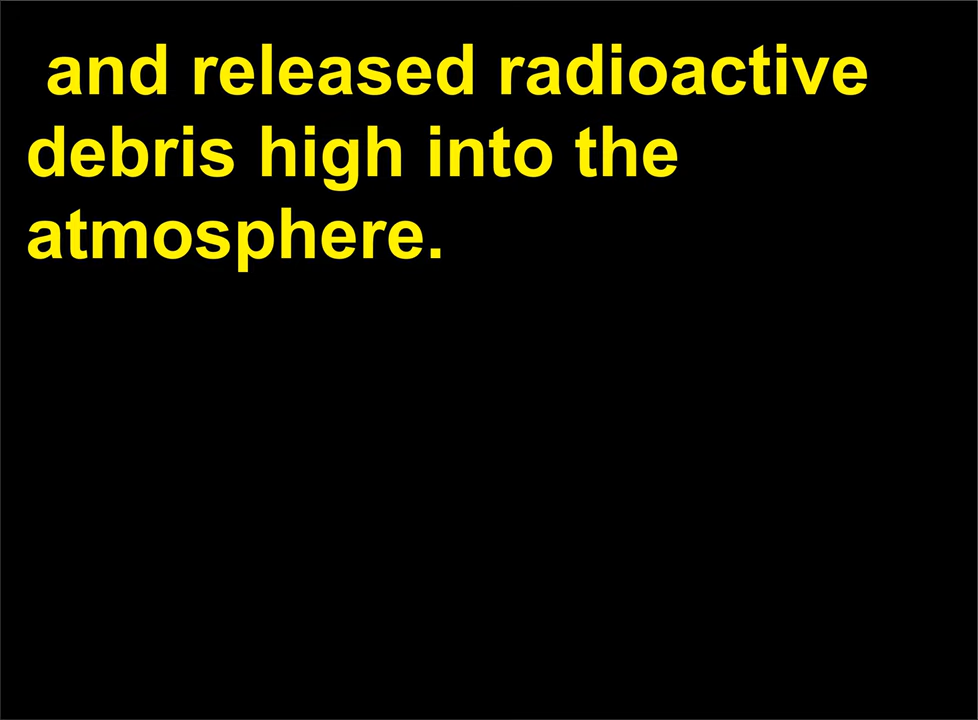 and released radioactive
debris high into the
atmosphere.